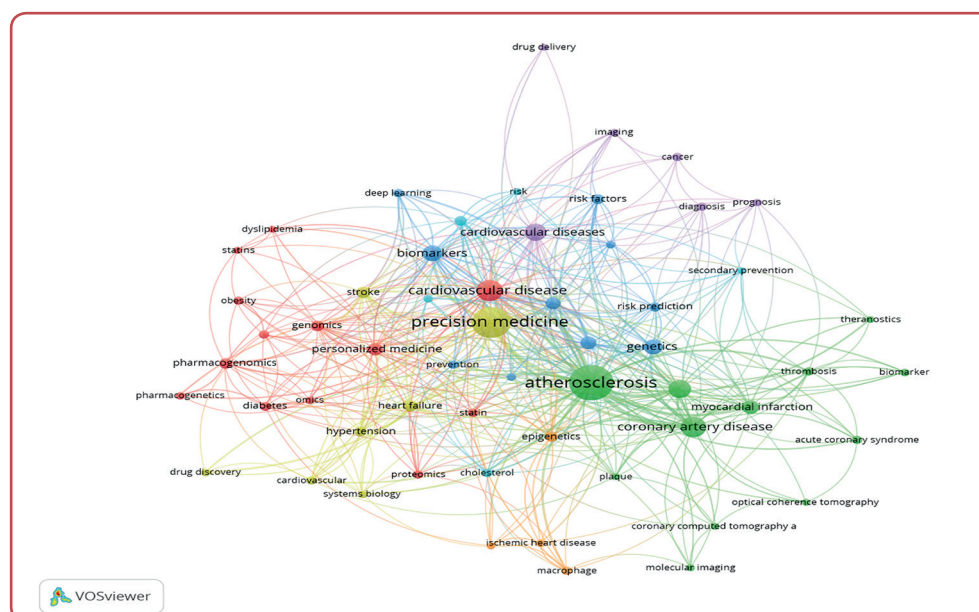 drug delivery
imaging
cancer
deep learning
risk
risk factors
diagnosis
prognosis
dyslipidemia
cardiovascular diseases
statins
biomarkers
secondary prevention
stroke
cardiovascular disease
obesity
risk prediction
theranostics
genomics
precision medicine
personalized medicine
genetics
pharmacogenomics
prevention
thrombosis
biomarker
atherosclerosis
pharmacogenetics
omics
diabetes
heart failure
statin
myocardial infarction
coronary artery disease
hypertension
epigenetics
acute coronary syndrome
drug discovery
proteomics
cholesterol
cardiovascular
plaque
systems biology
optical coherence tomography
coronary computed tomography a
ischemic heart disease
macrophage
molecular imaging
VOSviewer